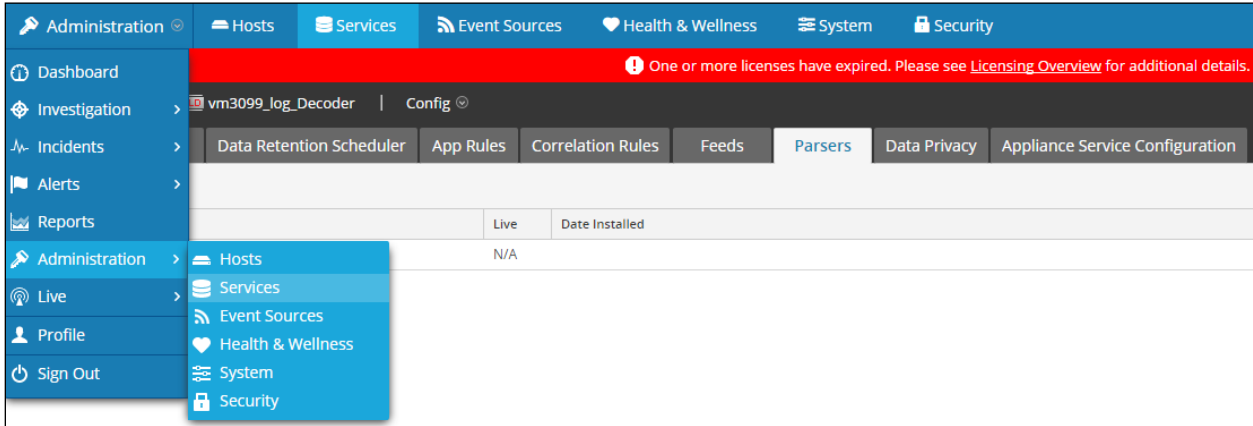 Administration Hosts Services Event Sources Health & Wellness System Security
Dashboard One or more licenses have expired. Please see Licensing Overview for additional details.
Investigation vm3099_log_Decoder | Config
Incidents Data Retention Scheduler App Rules Correlation Rules Feeds Parsers Data Privacy Appliance Service Configuration
Alerts
Reports Live Date Installed
Administration Hosts N/A
Live Services
Event Sources
Profile Health & Wellness
Sign Out System
Security